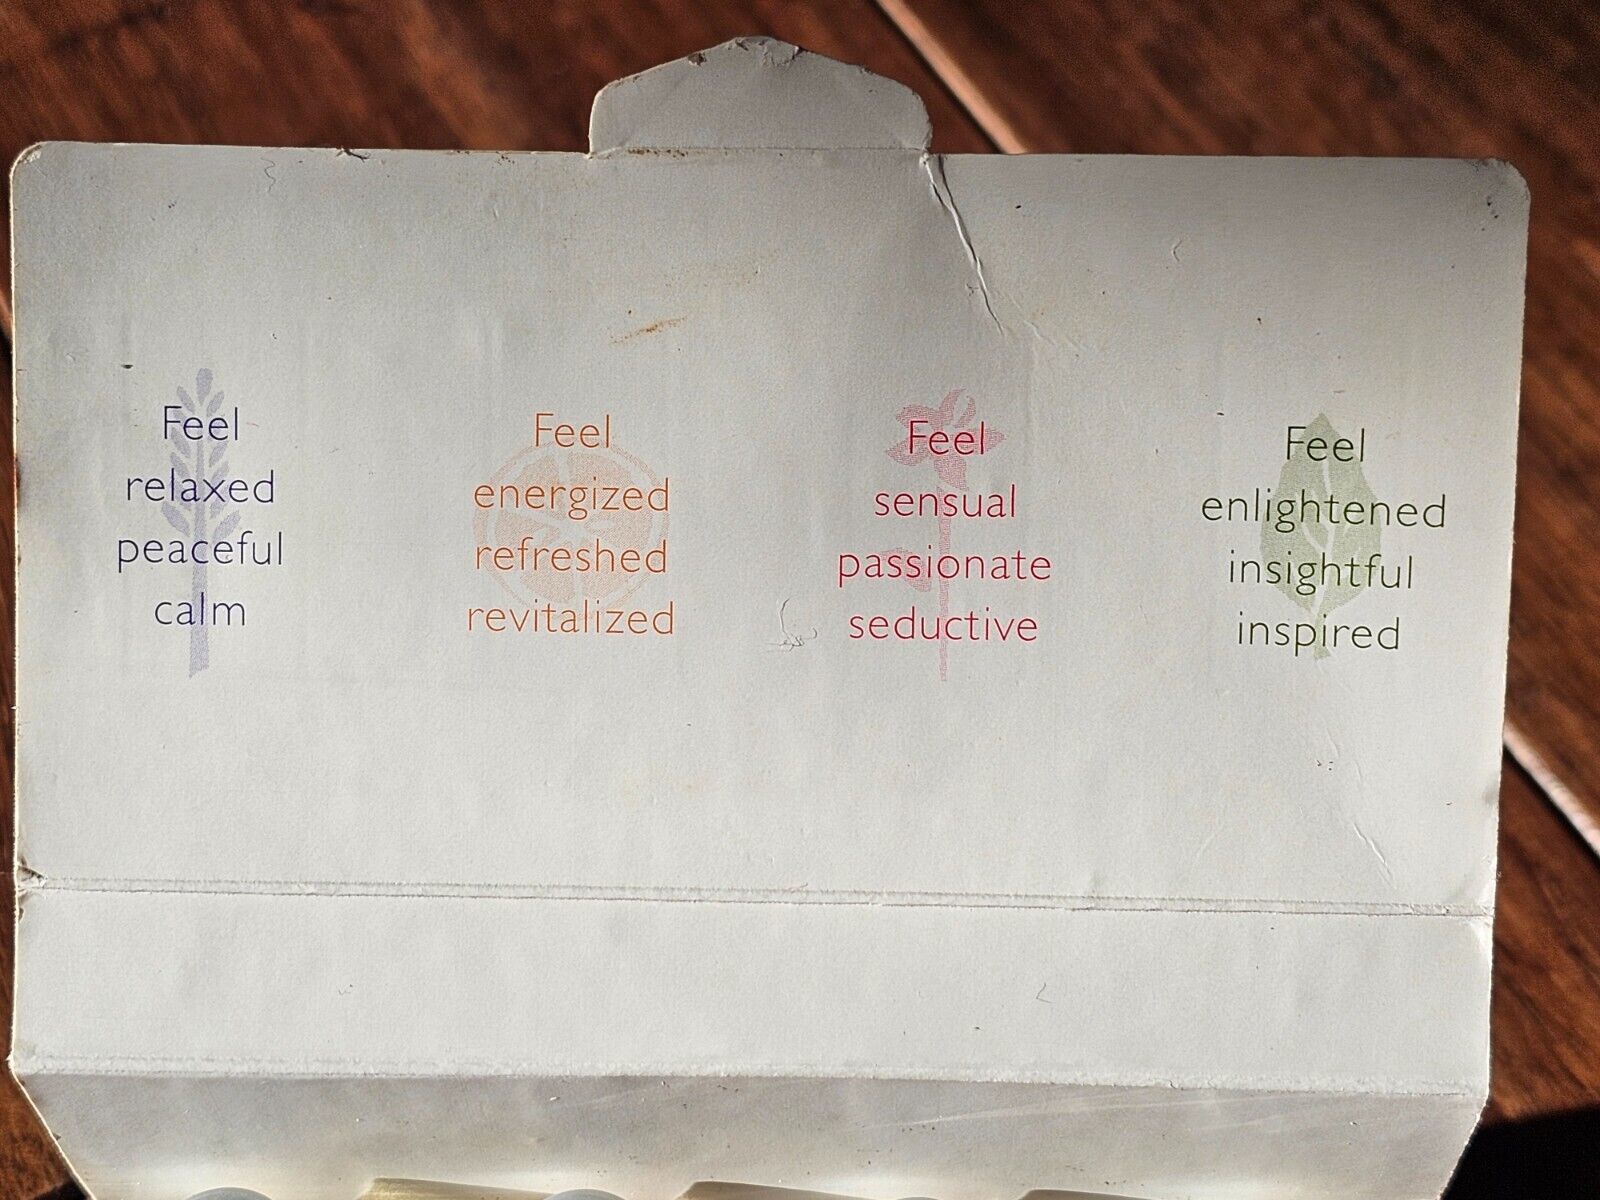 Feel
relaxed
peaceful
calm
Feel
energized
refreshed
revitalized
Feel
sensual
passionate
seductive
Feel
enlightened
insightful
inspired